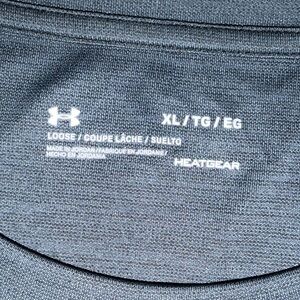 XL / TG / EG
LOOSE / COUPE LÂCHE / SUELTO
MADE IN JORDAN / FABRIQUÉ EN JORDANIE /
HECHO EN JORDANIA
HEATGEAR